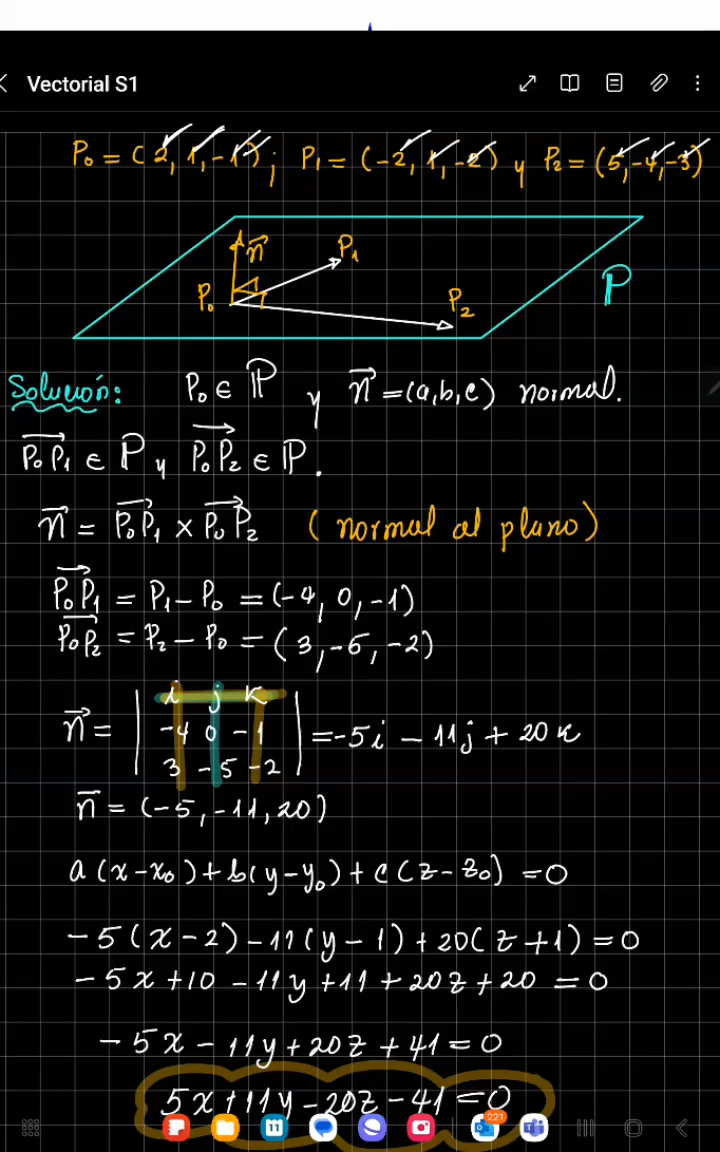 Vectorial S1
P₀ = (2, 1, -1); P₁ = (-2, 1, -2) y P₂ = (5, -4, -3)
n⃗ P₁
P₀ P₂ P
Solución: P₀ ∈ P y n⃗ = (a, b, c) normal.
P₀P₁ ∈ P y P₀P₂ ∈ P.
n⃗ = P₀P₁ × P₀P₂ (normal al plano)
P₀P₁ = P₁ - P₀ = (-4, 0, -1)
P₀P₂ = P₂ - P₀ = (3, -5, -2)
i j k
n⃗ = | -4 0 -1 | = -5i - 11j + 20k
3 -5 -2
n⃗ = (-5, -11, 20)
a(x-x₀) + b(y-y₀) + c(z-z₀) = 0
-5(x-2) - 11(y-1) + 20(z+1) = 0
-5x + 10 - 11y + 11 + 20z + 20 = 0
-5x - 11y + 20z + 41 = 0
5x + 11y - 20z - 41 = 0
11 221